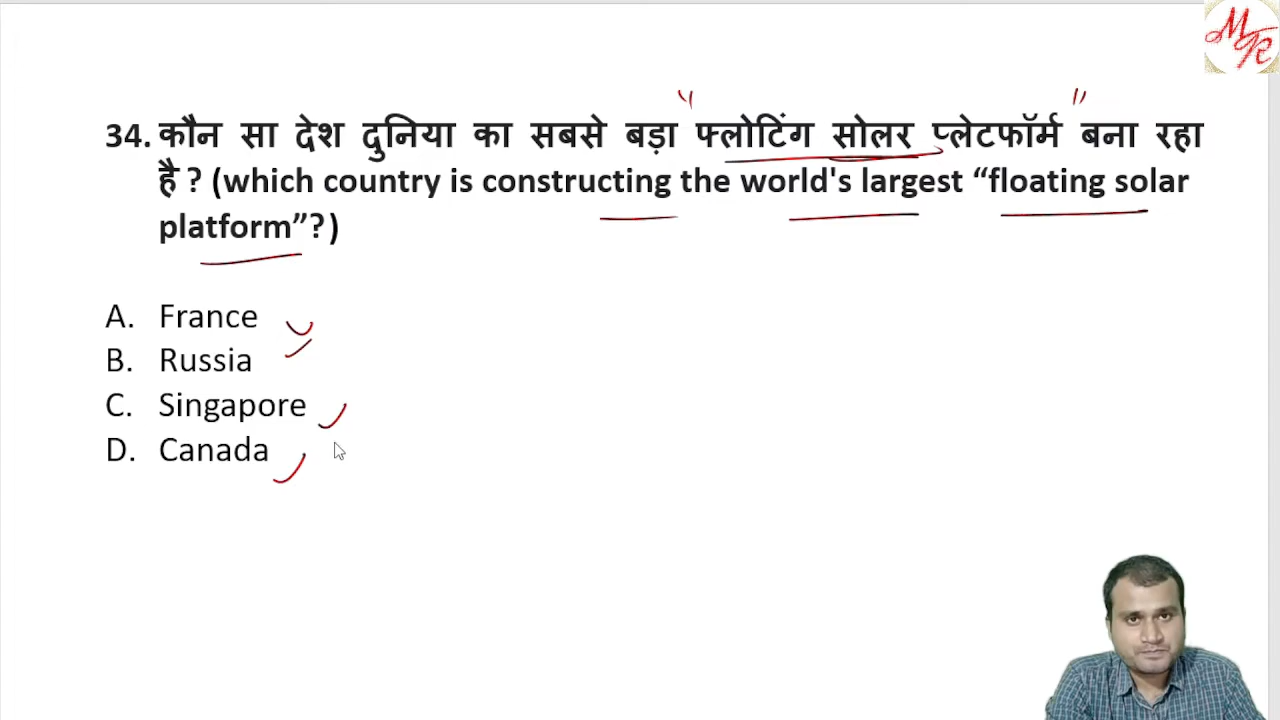 MR
34. कौन सा देश दुनिया का सबसे बड़ा फ्लोटिंग सोलर प्लेटफॉर्म बना रहा
है ? (which country is constructing the world's largest “floating solar
platform”?)
A. France
B. Russia
C. Singapore
D. Canada